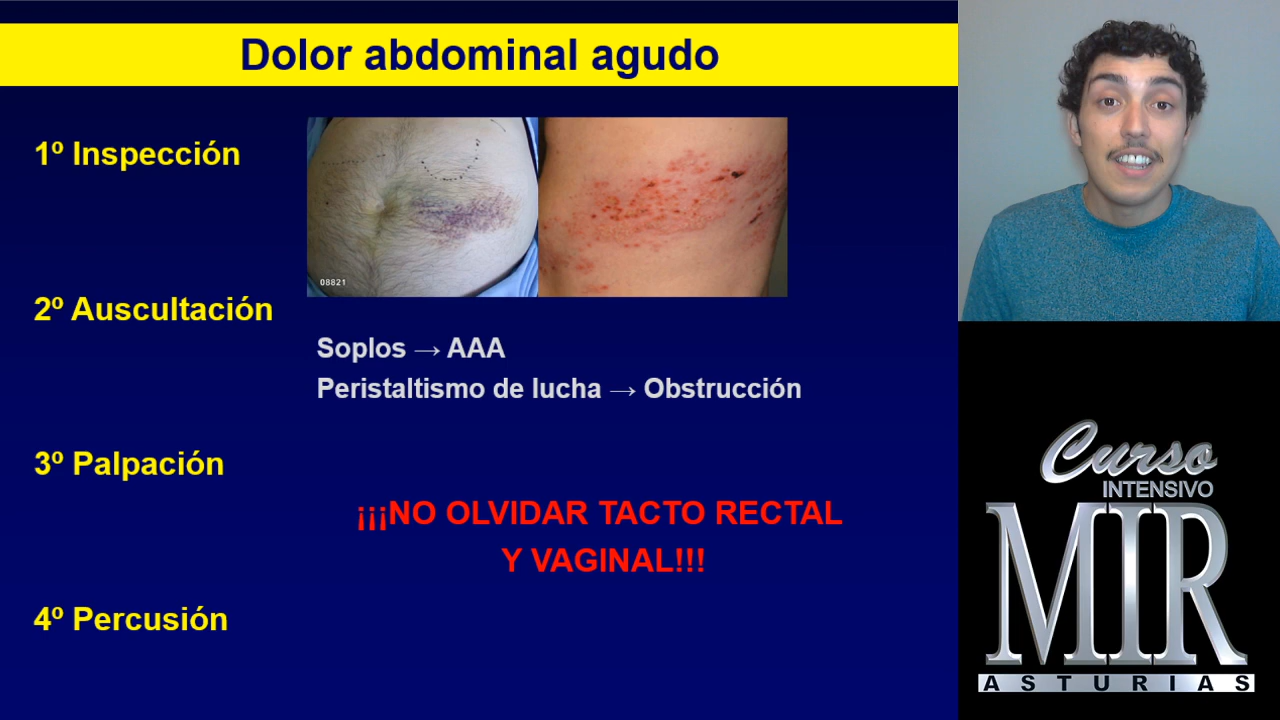 Dolor abdominal agudo
1º Inspección
08821
2º Auscultación
Soplos → AAA
Peristaltismo de lucha → Obstrucción
3º Palpación
¡¡¡NO OLVIDAR TACTO RECTAL
Y VAGINAL!!!
4º Percusión
Curso
INTENSIVO
MIR
ASTURIAS